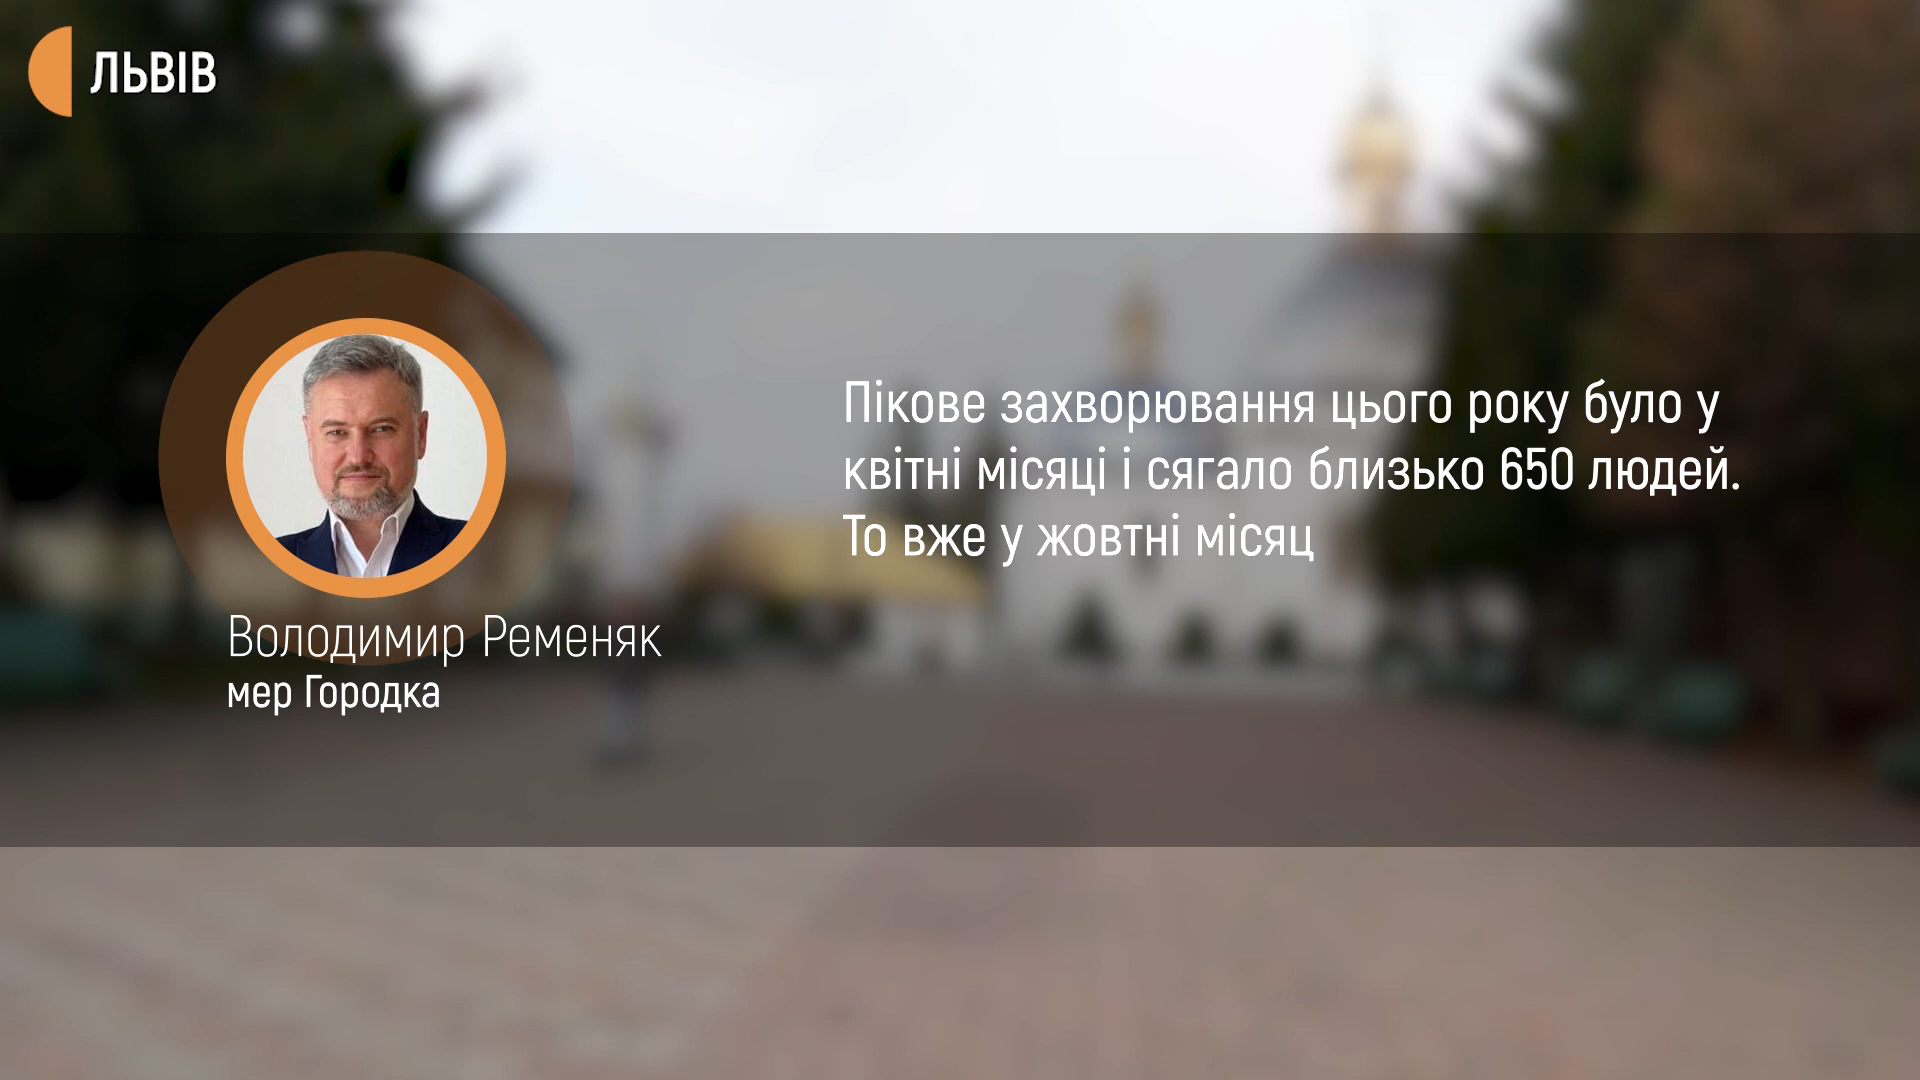 ЛЬВІВ
Пікове захворювання цього року було у
квітні місяці і сягало близько 650 людей.
То вже у жовтні місяц
Володимир Ременяк
мер Городка